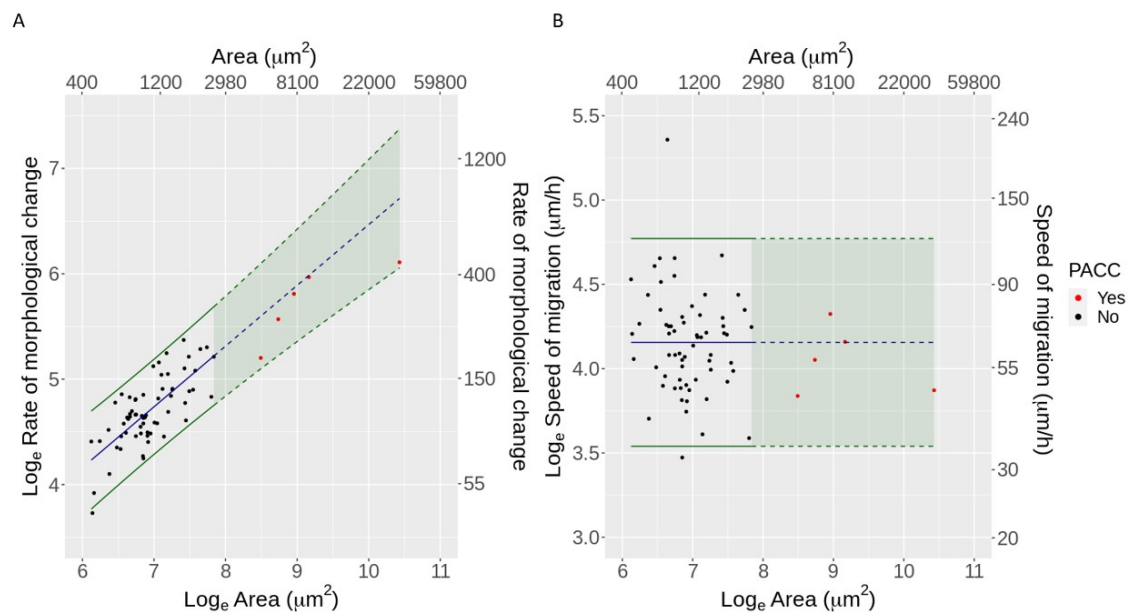 A
B
Area (μm²)
400 1200 2980 8100 22000 59800
Logₑ Rate of morphological change
7
6
5
4
1200
400
150
55
Rate of morphological change
6 7 8 9 10 11
Logₑ Area (μm²)
Area (μm²)
400 1200 2980 8100 22000 59800
Logₑ Speed of migration (μm/h)
5.5
5.0
4.5
4.0
3.5
3.0
240
150
90
55
30
20
Speed of migration (μm/h)
6 7 8 9 10 11
Logₑ Area (μm²)
PACC
Yes
No